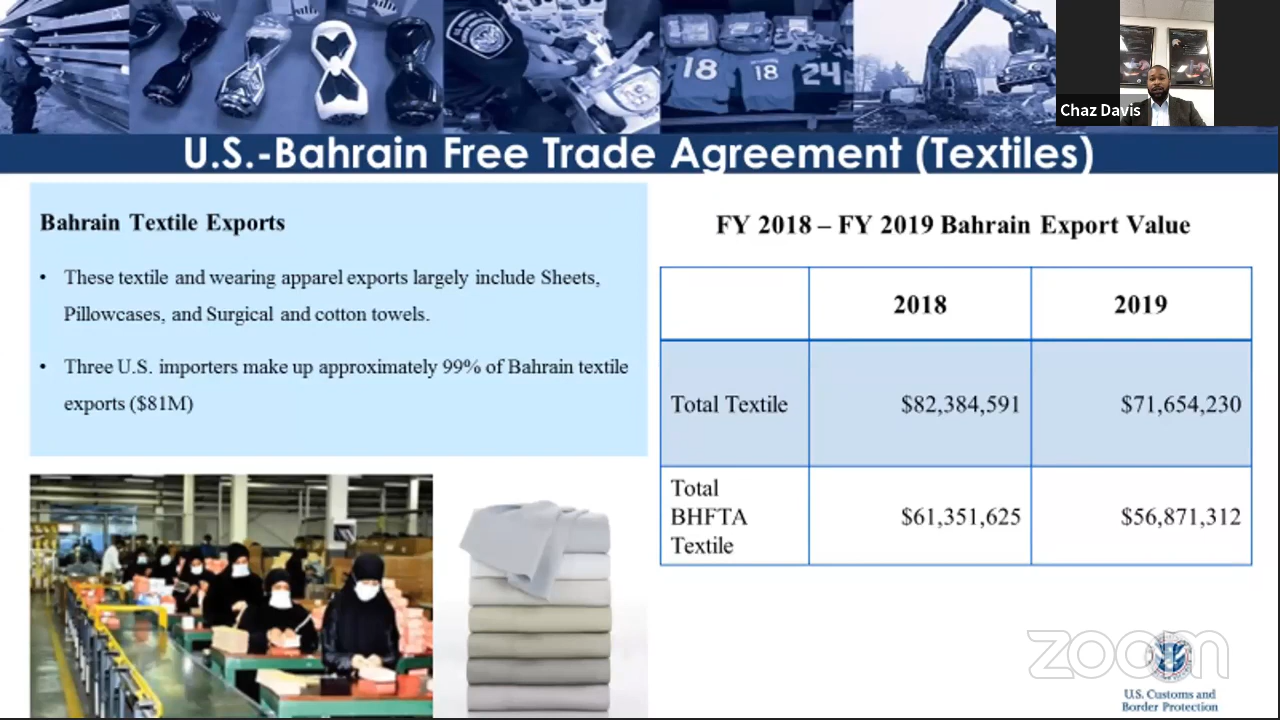 18
18
24
Chaz Davis
U.S.-Bahrain Free Trade Agreement (Textiles)
Bahrain Textile Exports
• These textile and wearing apparel exports largely include Sheets,
Pillowcases, and Surgical and cotton towels.
• Three U.S. importers make up approximately 99% of Bahrain textile
exports ($81M)
FY 2018 – FY 2019 Bahrain Export Value
2018 2019
Total Textile $82,384,591 $71,654,230
Total
BHFTA $61,351,625 $56,871,312
Textile
zoom
U.S. Customs and
Border Protection